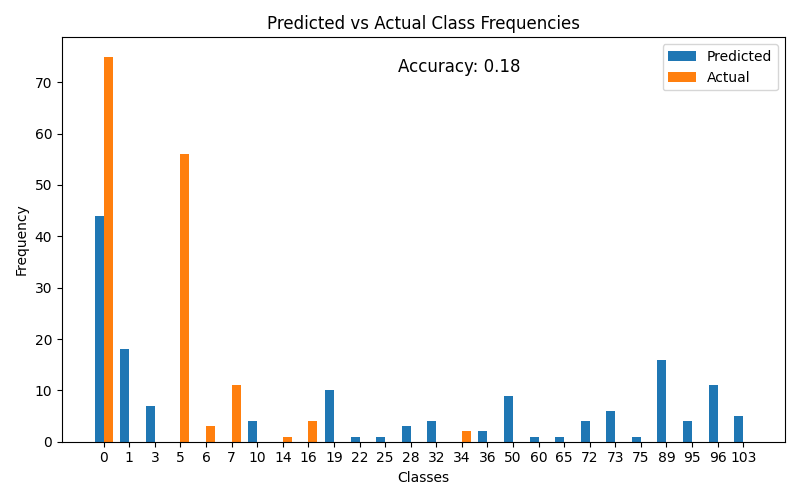 Predicted vs Actual Class Frequencies
Accuracy: 0.18
Predicted
Actual
Frequency
70
60
50
40
30
20
10
0
0 1 3 5 6 7 10 14 16 19 22 25 28 32 34 36 50 60 65 72 73 75 89 95 96 103
Classes